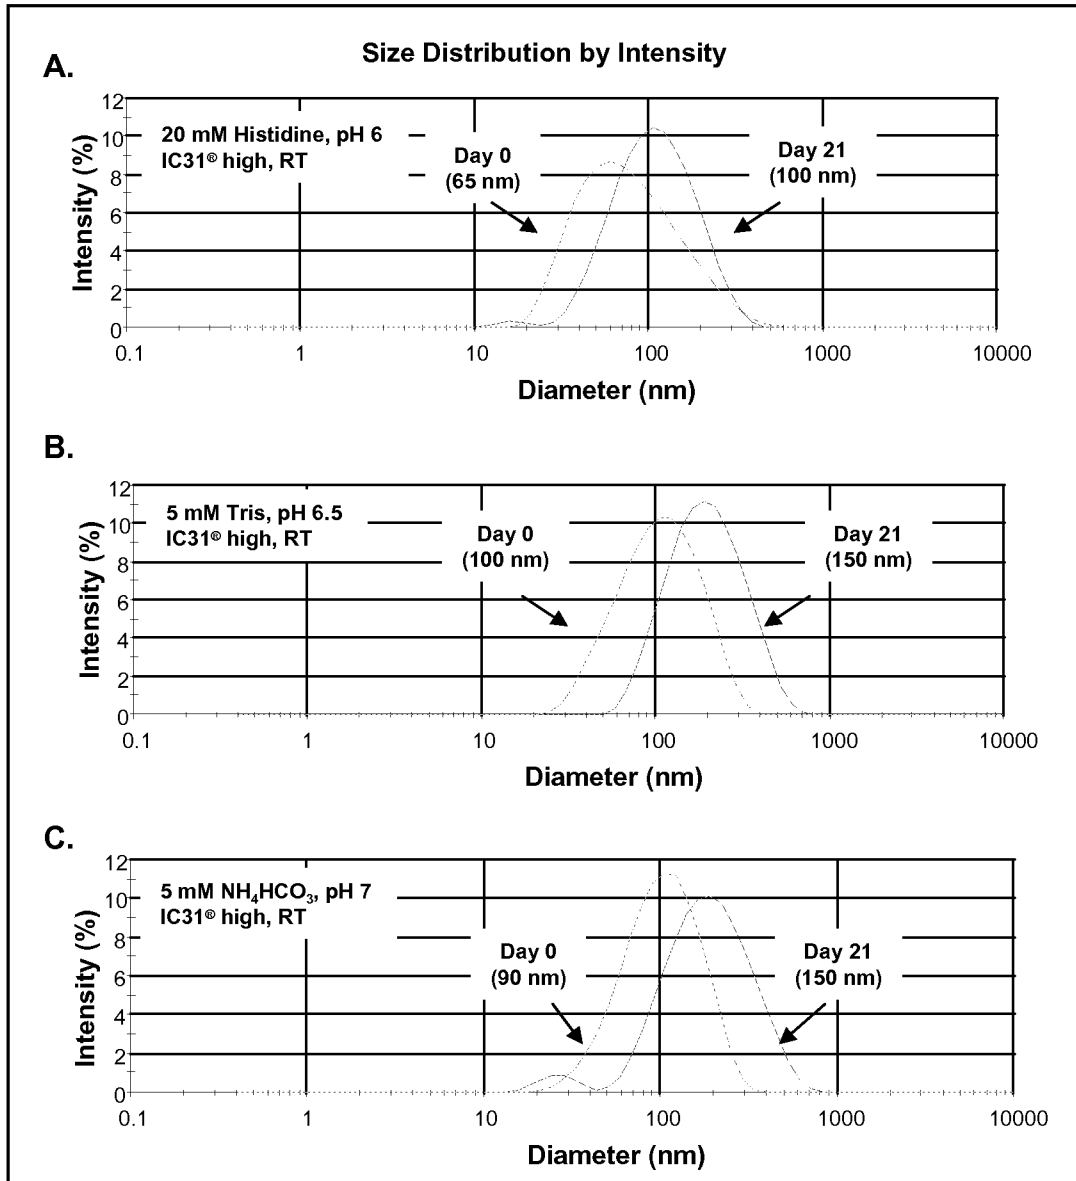 Size Distribution by Intensity
A.
Intensity (%)
12
10
8
6
4
2
0
20 mM Histidine, pH 6
IC31® high, RT
Day 0
(65 nm)
Day 21
(100 nm)
0.1 1 10 100 1000 10000
Diameter (nm)
B.
Intensity (%)
12
10
8
6
4
2
0
5 mM Tris, pH 6.5
IC31® high, RT
Day 0
(100 nm)
Day 21
(150 nm)
0.1 1 10 100 1000 10000
Diameter (nm)
C.
Intensity (%)
12
10
8
6
4
2
0
5 mM NH₄HCO₃, pH 7
IC31® high, RT
Day 0
(90 nm)
Day 21
(150 nm)
0.1 1 10 100 1000 10000
Diameter (nm)